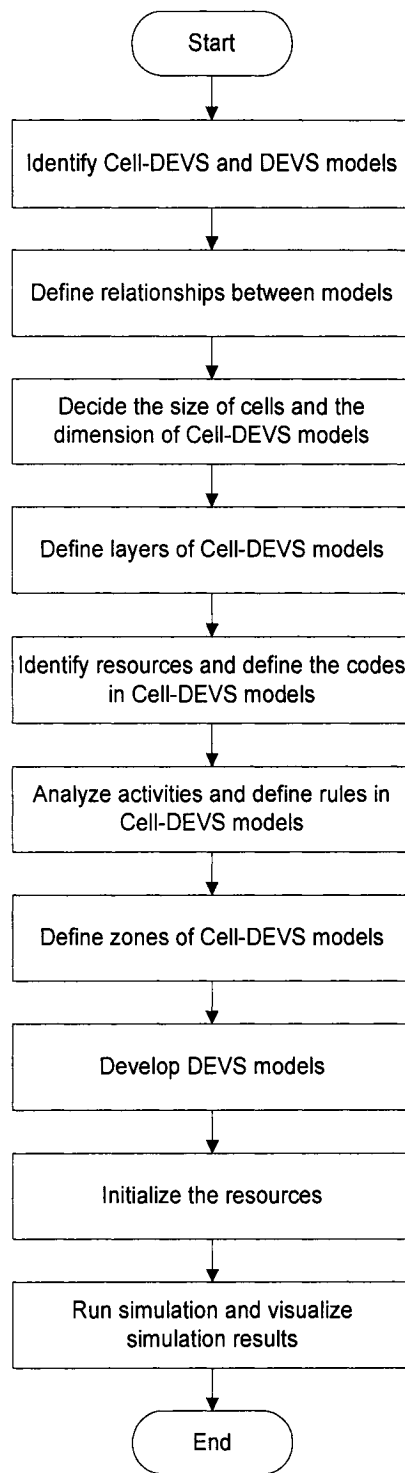 Start
Identify Cell-DEVS and DEVS models
Define relationships between models
Decide the size of cells and the
dimension of Cell-DEVS models
Define layers of Cell-DEVS models
Identify resources and define the codes
in Cell-DEVS models
Analyze activities and define rules in
Cell-DEVS models
Define zones of Cell-DEVS models
Develop DEVS models
Initialize the resources
Run simulation and visualize
simulation results
End